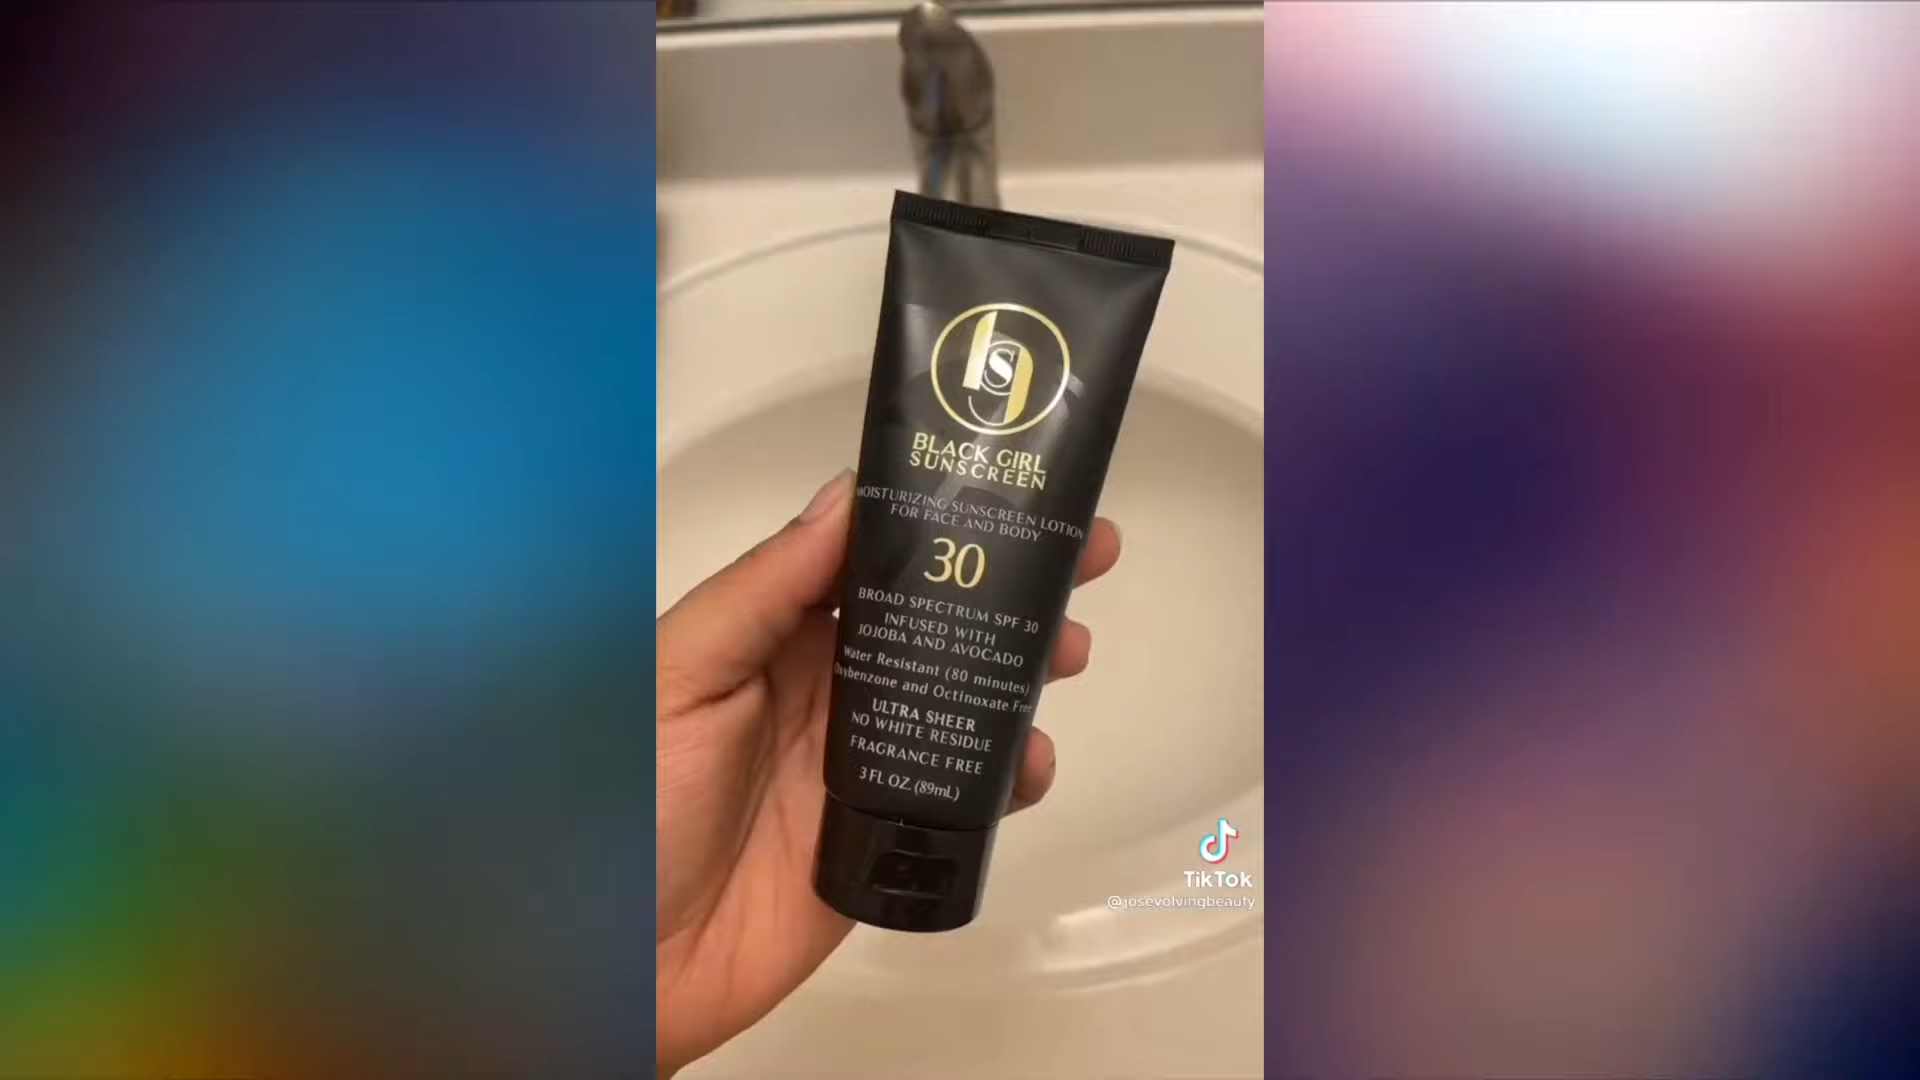 bsg
BLACK GIRL
SUNSCREEN
MOISTURIZING SUNSCREEN LOTION
FOR FACE AND BODY
30
BROAD SPECTRUM SPF 30
INFUSED WITH
JOJOBA AND AVOCADO
Water Resistant (80 minutes)
Oxybenzone and Octinoxate Free
ULTRA SHEER
NO WHITE RESIDUE
FRAGRANCE FREE
3 FL OZ. (89mL)
TikTok
@josevolvingbeauty